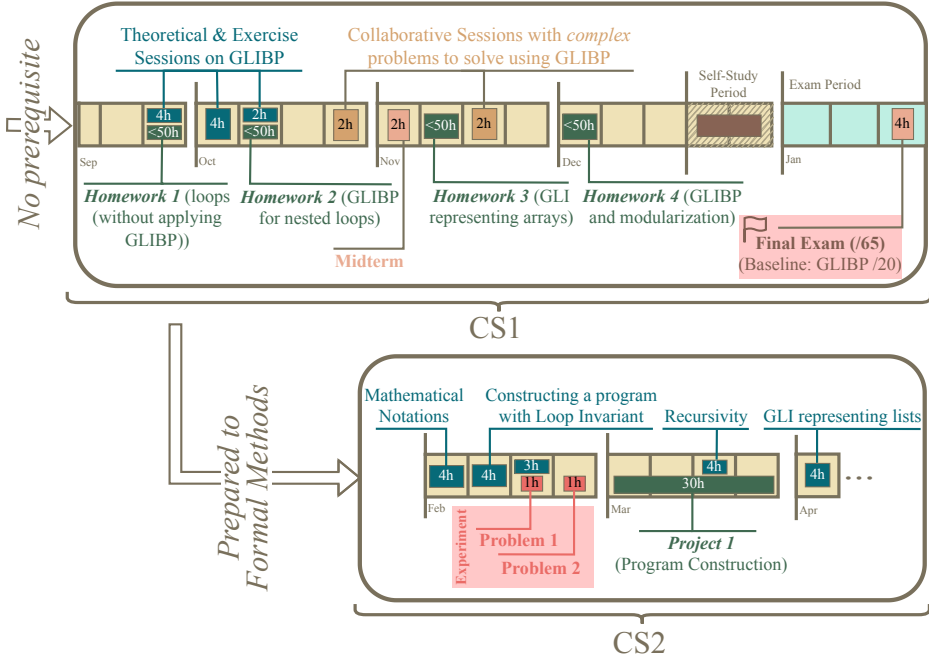 No prerequisite
Theoretical & Exercise
Sessions on GLIBP
Collaborative Sessions with complex
problems to solve using GLIBP
Self-Study
Period
Exam Period
4h
<50h
4h
2h
<50h
2h
2h
<50h
2h
<50h
4h
Sep
Oct
Nov
Dec
Jan
Homework 1 (loops
(without applying
GLIBP))
Homework 2 (GLIBP
for nested loops)
Homework 3 (GLI
representing arrays)
Homework 4 (GLIBP
and modularization)
Midterm
Final Exam (/65)
(Baseline: GLIBP /20)
CS1
Prepared to
Formal Methods
Mathematical
Notations
Constructing a program
with Loop Invariant
Recursivity
GLI representing lists
4h
4h
3h
1h
1h
4h
30h
4h
...
Feb
Mar
Apr
Experiment
Problem 1
Problem 2
Project 1
(Program Construction)
CS2